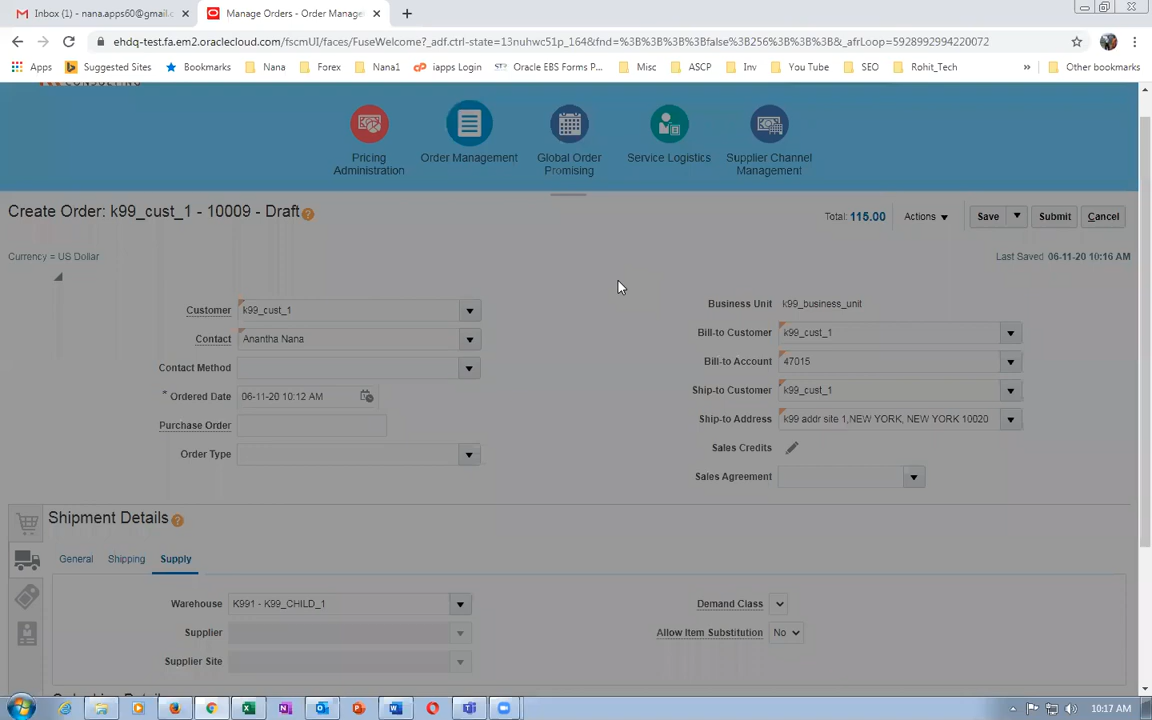 Inbox (1) - nana.apps60@gmail.c
Manage Orders - Order Manage
ehdq-test.fa.em2.oraclecloud.com/fscmUI/faces/FuseWelcome?_adf.ctrl-state=13nuhwc51p_164&fnd=%3B%3B%3B%3Bfalse%3B256%3B%3B%3B&_afrLoop=5928992994220072
Apps Suggested Sites Bookmarks Nana Forex Nana1 iapps Login Oracle EBS Forms P... Misc ASCP Inv You Tube SEO Rohit_Tech » Other bookmarks
Pricing Administration
Order Management
Global Order Promising
Service Logistics
Supplier Channel Management
Create Order: k99_cust_1 - 10009 - Draft
Total: 115.00 Actions Save Submit Cancel
Currency = US Dollar
Last Saved 06-11-20 10:16 AM
Customer k99_cust_1
Contact Anantha Nana
Contact Method
* Ordered Date 06-11-20 10:12 AM
Purchase Order
Order Type
Business Unit k99_business_unit
Bill-to Customer k99_cust_1
Bill-to Account 47015
Ship-to Customer k99_cust_1
Ship-to Address k99 addr site 1,NEW YORK, NEW YORK 10020
Sales Credits
Sales Agreement
Shipment Details
General Shipping Supply
Warehouse K991 - K99_CHILD_1
Supplier
Supplier Site
Demand Class
Allow Item Substitution No
10:17 AM